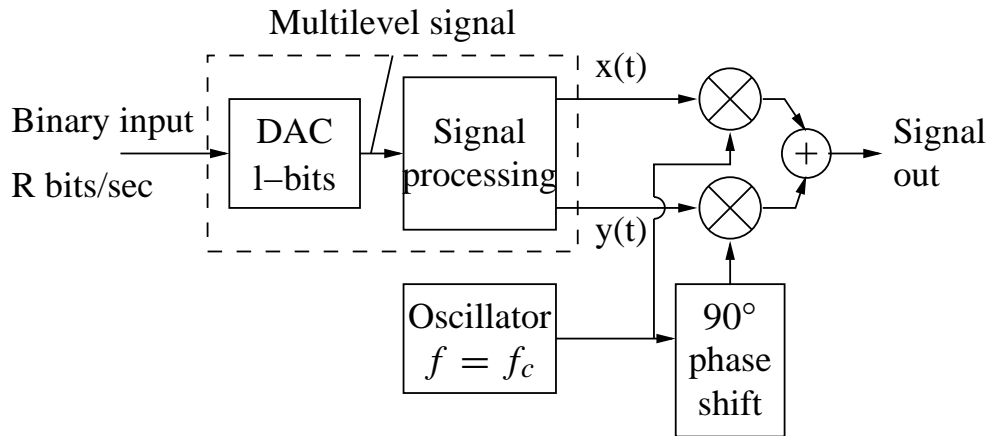 Multilevel signal
x(t)
Binary input
R bits/sec
DAC
l−bits
Signal
processing
+
Signal
out
y(t)
Oscillator
f = f_c
90°
phase
shift